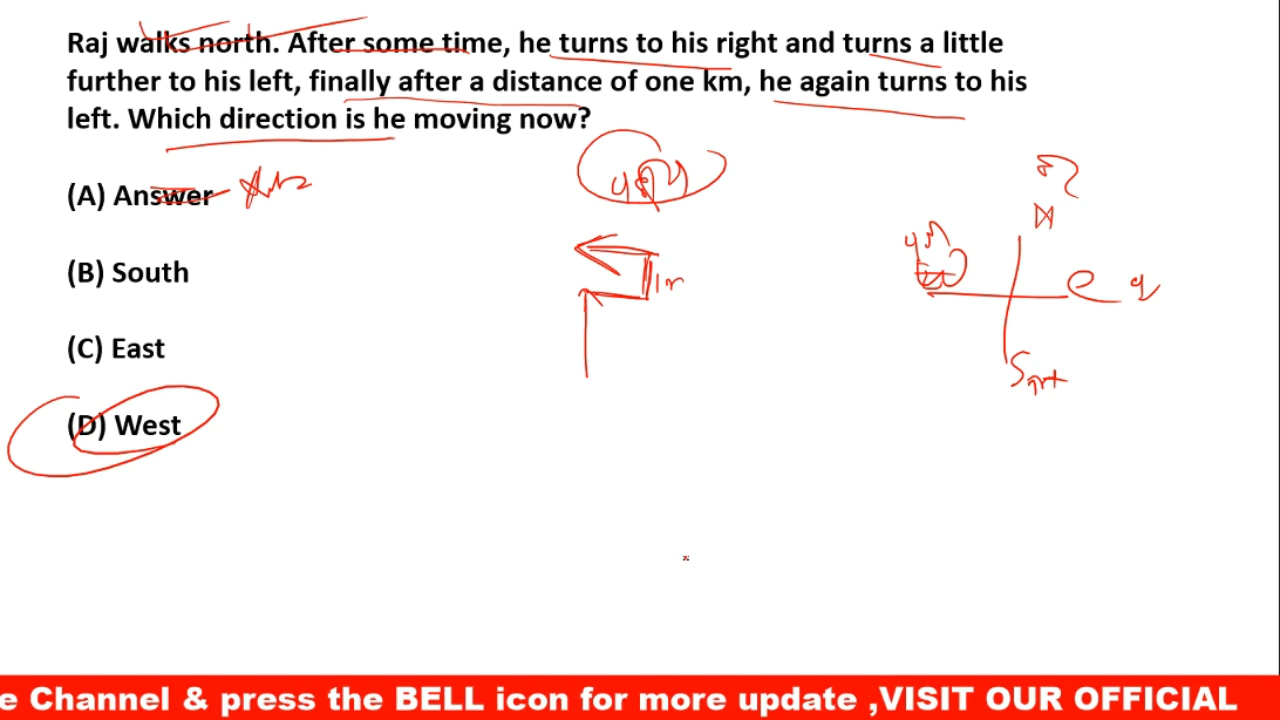 Raj walks north. After some time, he turns to his right and turns a little
further to his left, finally after a distance of one km, he again turns to his
left. Which direction is he moving now?
(A) Answer
(B) South
(C) East
(D) West
e Channel & press the BELL icon for more update ,VISIT OUR OFFICIAL